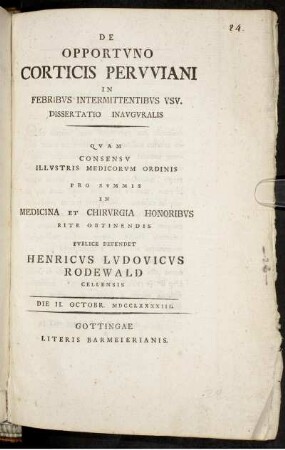 84.
DE
OPPORTVNO
CORTICIS PERVVIANI
IN
FEBRIBVS INTERMITTENTIBVS VSV.
DISSERTATIO INAVGVRALIS
QVAM
CONSENSV
ILLVSTRIS MEDICORVM ORDINIS
PRO SVMMIS
IN
MEDICINA ET CHIRVRGIA HONORIBVS
RITE OBTINENDIS
PVBLICE DEFENDET
HENRICVS LVDOVICVS
RODEWALD
CELLENSIS
DIE II. OCTOBR. MDCCLXXXXIII.
GOTTINGAE
LITERIS BARMEIERIANIS.